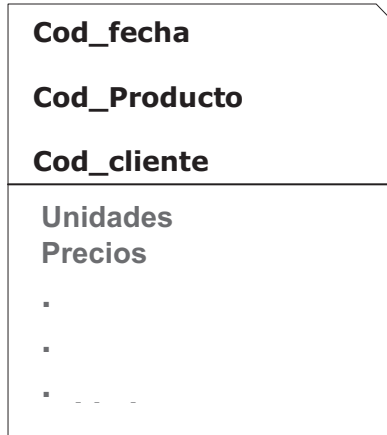 Cod_fecha
Cod_Producto
Cod_cliente
Unidades
Precios
.
.
.